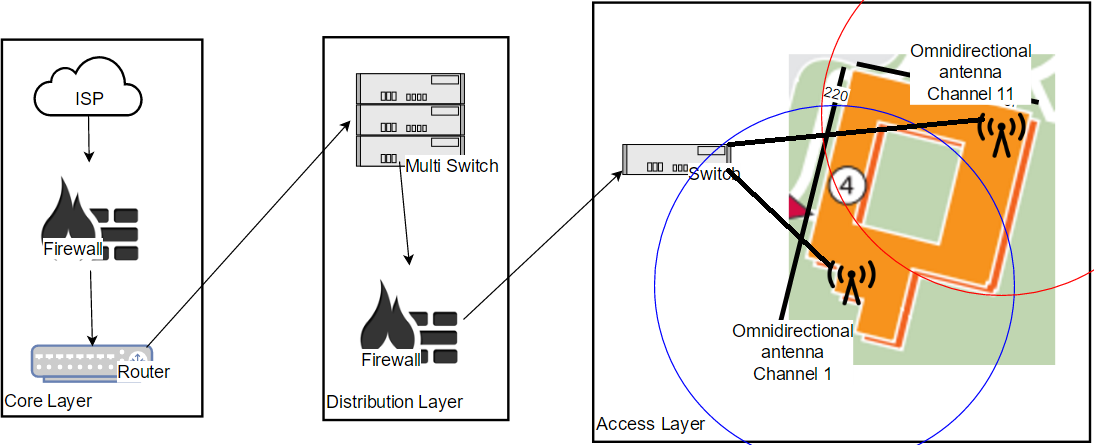 ISP
Firewall
Router
Core Layer
Multi Switch
Firewall
Distribution Layer
Switch
Omnidirectional
antenna
Channel 11
220
4
Omnidirectional
antenna
Channel 1
Access Layer